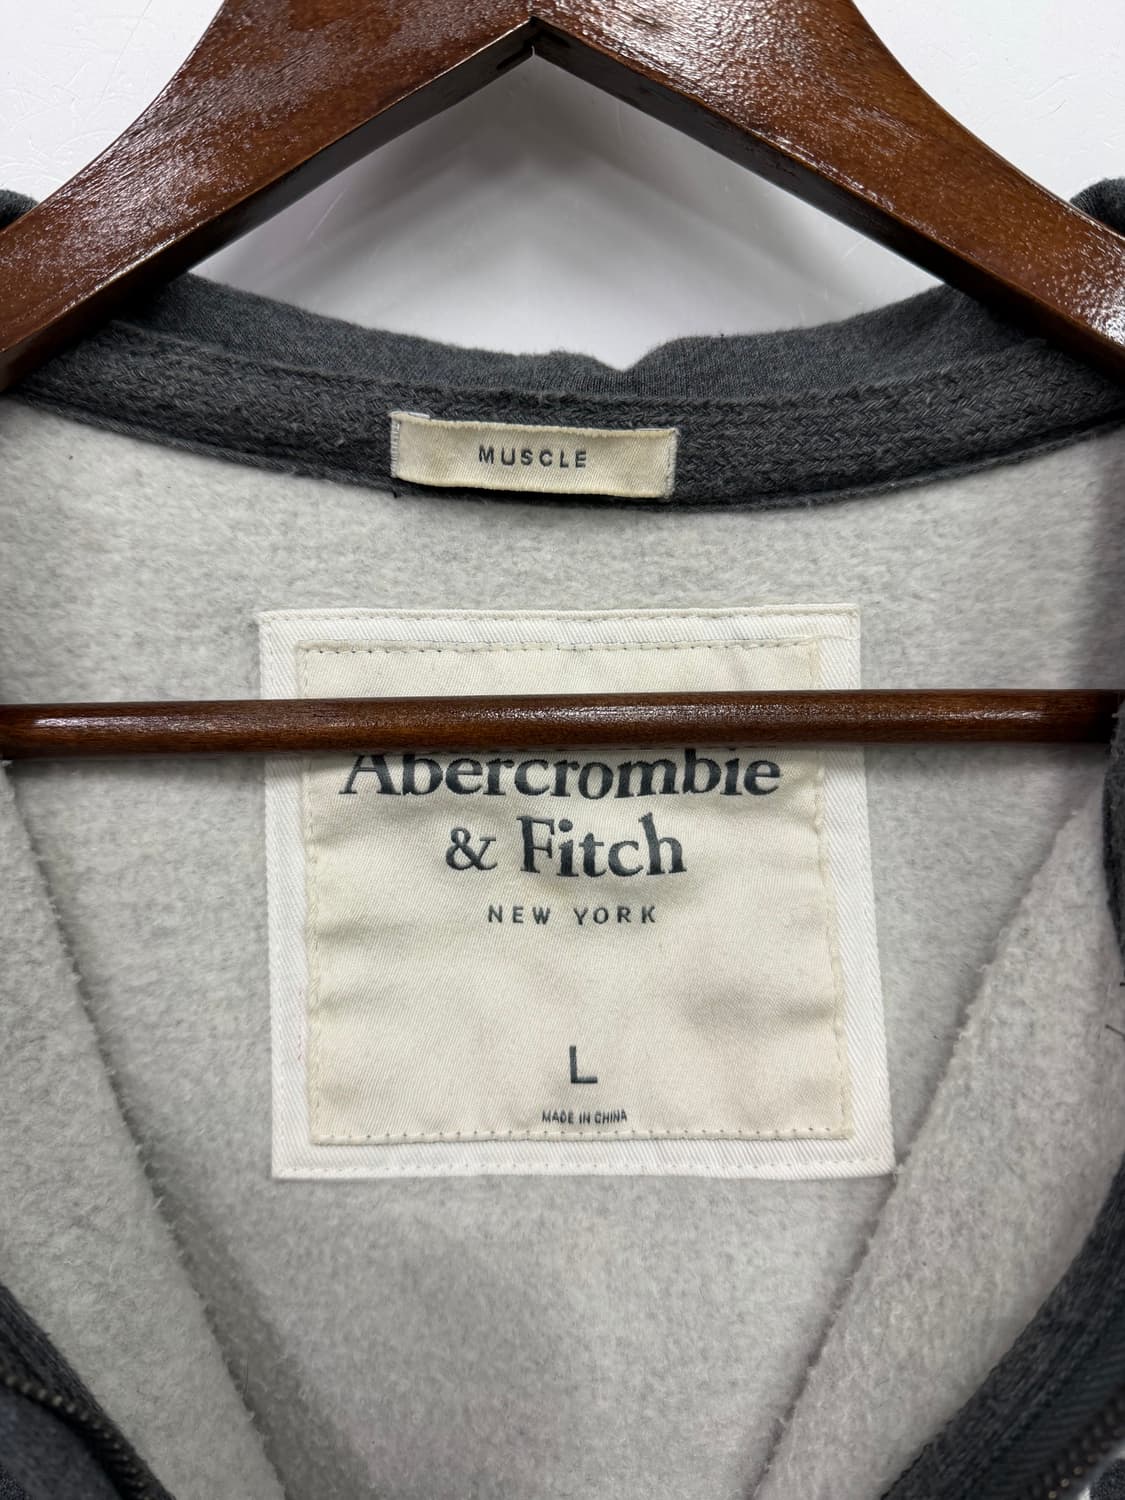 MUSCLE
Abercrombie
& Fitch
NEW YORK
L
MADE IN CHINA